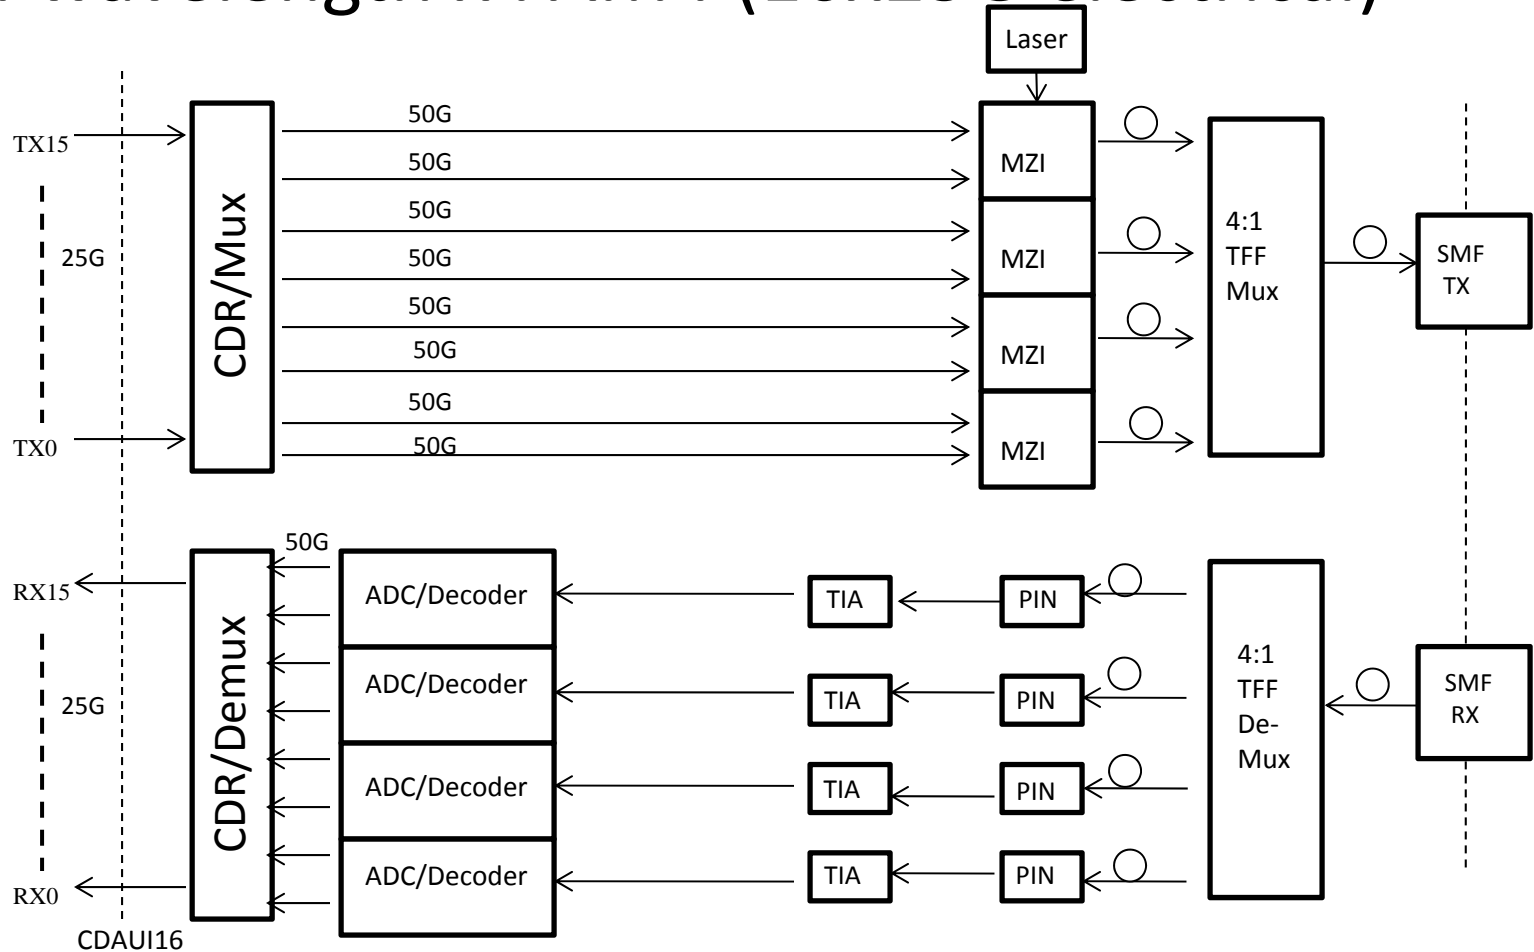 wavelength electrical)
Laser
TX15
25G
TX0
CDR/Mux
50G
50G
50G
50G
50G
50G
50G
50G
MZI
MZI
MZI
MZI
4:1
TFF
Mux
SMF
TX
RX15
25G
RX0
CDAUI16
CDR/Demux
50G
ADC/Decoder
ADC/Decoder
ADC/Decoder
ADC/Decoder
TIA
TIA
TIA
TIA
PIN
PIN
PIN
PIN
4:1
TFF
De-
Mux
SMF
RX